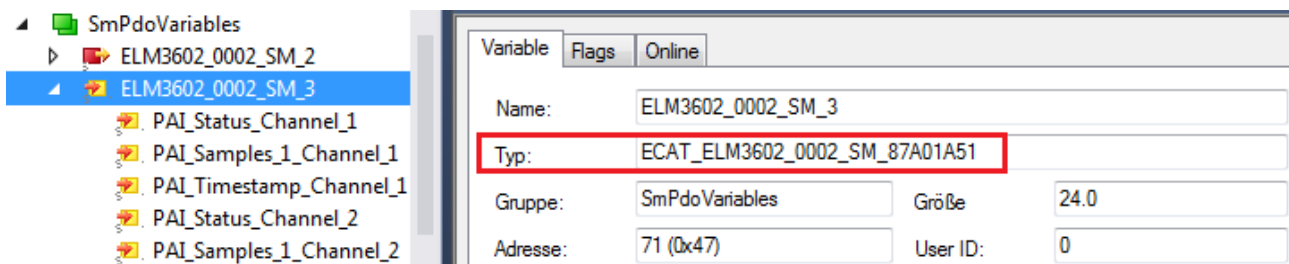 SmPdoVariables
ELM3602_0002_SM_2
ELM3602_0002_SM_3
PAI_Status_Channel_1
PAI_Samples_1_Channel_1
PAI_Timestamp_Channel_1
PAI_Status_Channel_2
PAI_Samples_1_Channel_2
Variable Flags Online
Name: ELM3602_0002_SM_3
Typ: ECAT_ELM3602_0002_SM_87A01A51
Gruppe: SmPdoVariables Größe 24.0
Adresse: 71 (0x47) User ID: 0